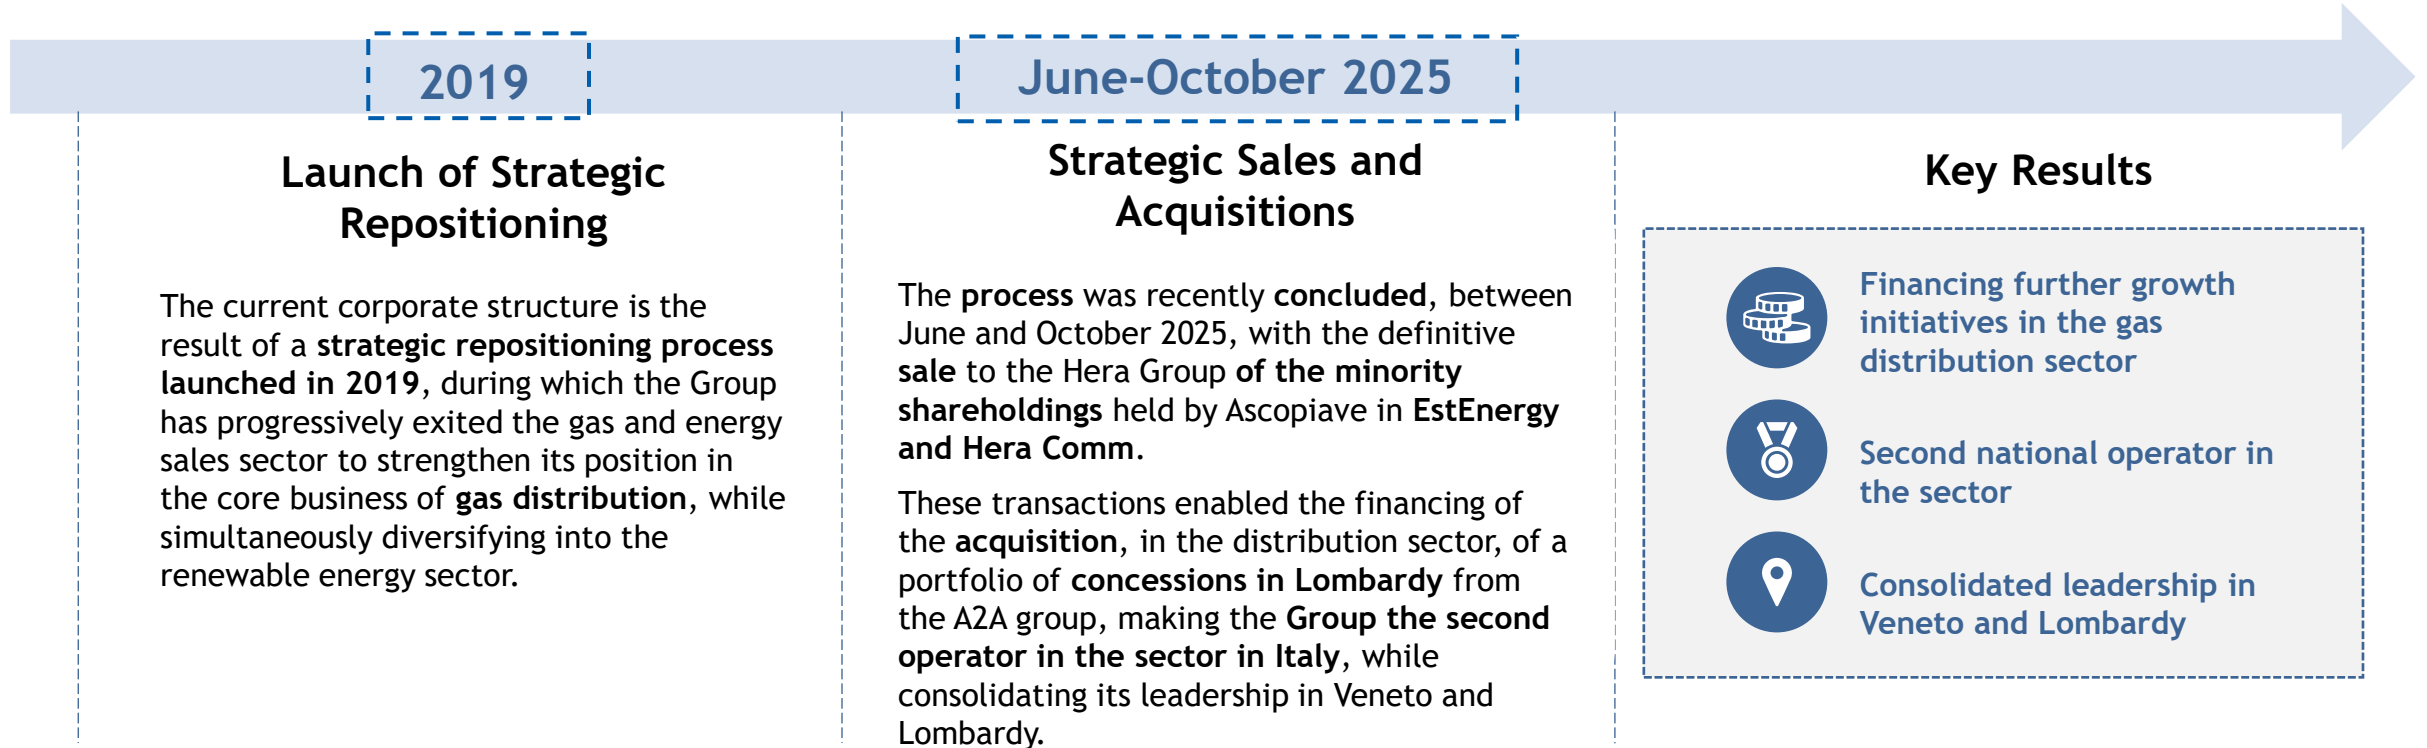 2019
Launch of Strategic
Repositioning
The current corporate structure is the
result of a strategic repositioning process
launched in 2019, during which the Group
has progressively exited the gas and energy
sales sector to strengthen its position in
the core business of gas distribution, while
simultaneously diversifying into the
renewable energy sector.
June-October 2025
Strategic Sales and
Acquisitions
The process was recently concluded, between
June and October 2025, with the definitive
sale to the Hera Group of the minority
shareholdings held by Ascopiave in EstEnergy
and Hera Comm.
These transactions enabled the financing of
the acquisition, in the distribution sector, of a
portfolio of concessions in Lombardy from
the A2A group, making the Group the second
operator in the sector in Italy, while
consolidating its leadership in Veneto and
Lombardy.
Key Results
Financing further growth
initiatives in the gas
distribution sector
Second national operator in
the sector
Consolidated leadership in
Veneto and Lombardy